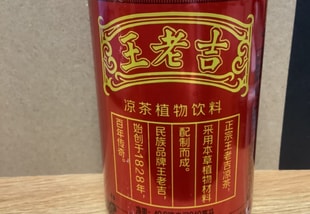 王老吉
凉茶植物饮料
正宗王老吉凉茶，
采用本草植物材料
配制而成。
民族品牌王老吉，
始创于1828年，
百年传奇。